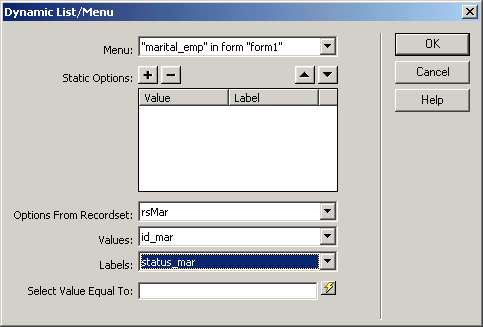 Dynamic List/Menu
Menu: "marital_emp" in form "form1"
OK
Static Options:
Cancel
Value Label
Help
Options From Recordset: rsMar
Values: id_mar
Labels: status_mar
Select Value Equal To: